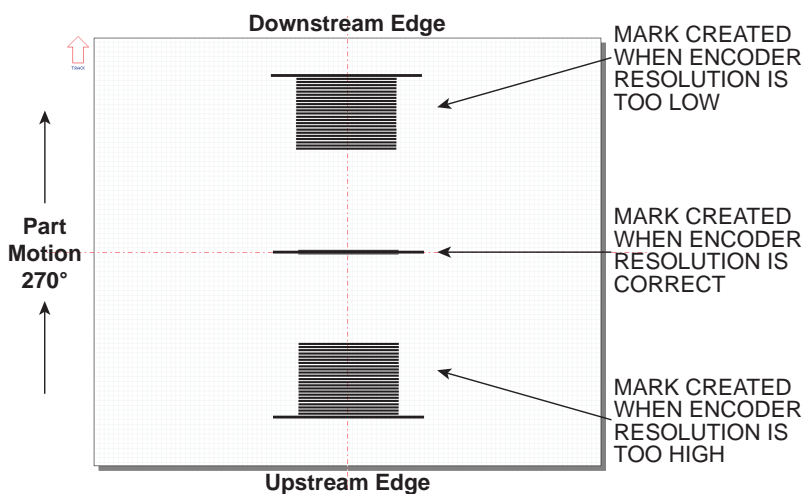 Downstream Edge
TRACK
MARK CREATED
WHEN ENCODER
RESOLUTION IS
TOO LOW
Part
Motion
270°
MARK CREATED
WHEN ENCODER
RESOLUTION IS
CORRECT
MARK CREATED
WHEN ENCODER
RESOLUTION IS
TOO HIGH
Upstream Edge